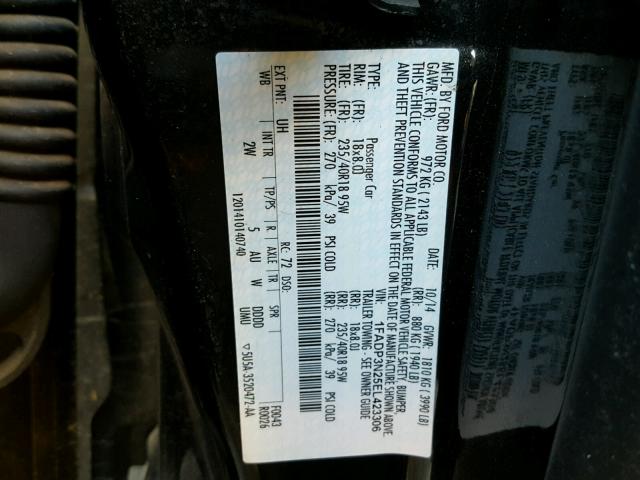 MFD. BY FORD MOTOR CO.
10/14 GVWR: 1810 KG ( 3990 LB)
GAWR: (FR): 972 KG ( 2143 LB) (RR): 880 KG ( 1940 LB)
THIS VEHICLE CONFORMS TO ALL APPLICABLE FEDERAL MOTOR VEHICLE SAFETY, BUMPER,
AND THEFT PREVENTION STANDARDS IN EFFECT ON THE DATE OF MANUFACTURE SHOWN ABOVE
VIN: 1FADP3N25EL423306
TYPE: Passenger Car TRAILER TOWING - SEE OWNER GUIDE
RIM: (FR): 18x8.0J (RR): 18x8.0J
TIRE: (FR): 235/40R18 95W (RR): 235/40R18 95W
PRESSURE: (FR): 270 kPa/ 39 PSI COLD (RR): 270 kPa/ 39 PSI COLD
EXT PNT: UH RC: 72 DSO:
WB INT TR TP/PS R AXLE TR SPR F0043
2W 5 AU W DDDD R0026
120141014074O UMU ▽ 5U5A 3520472-AA